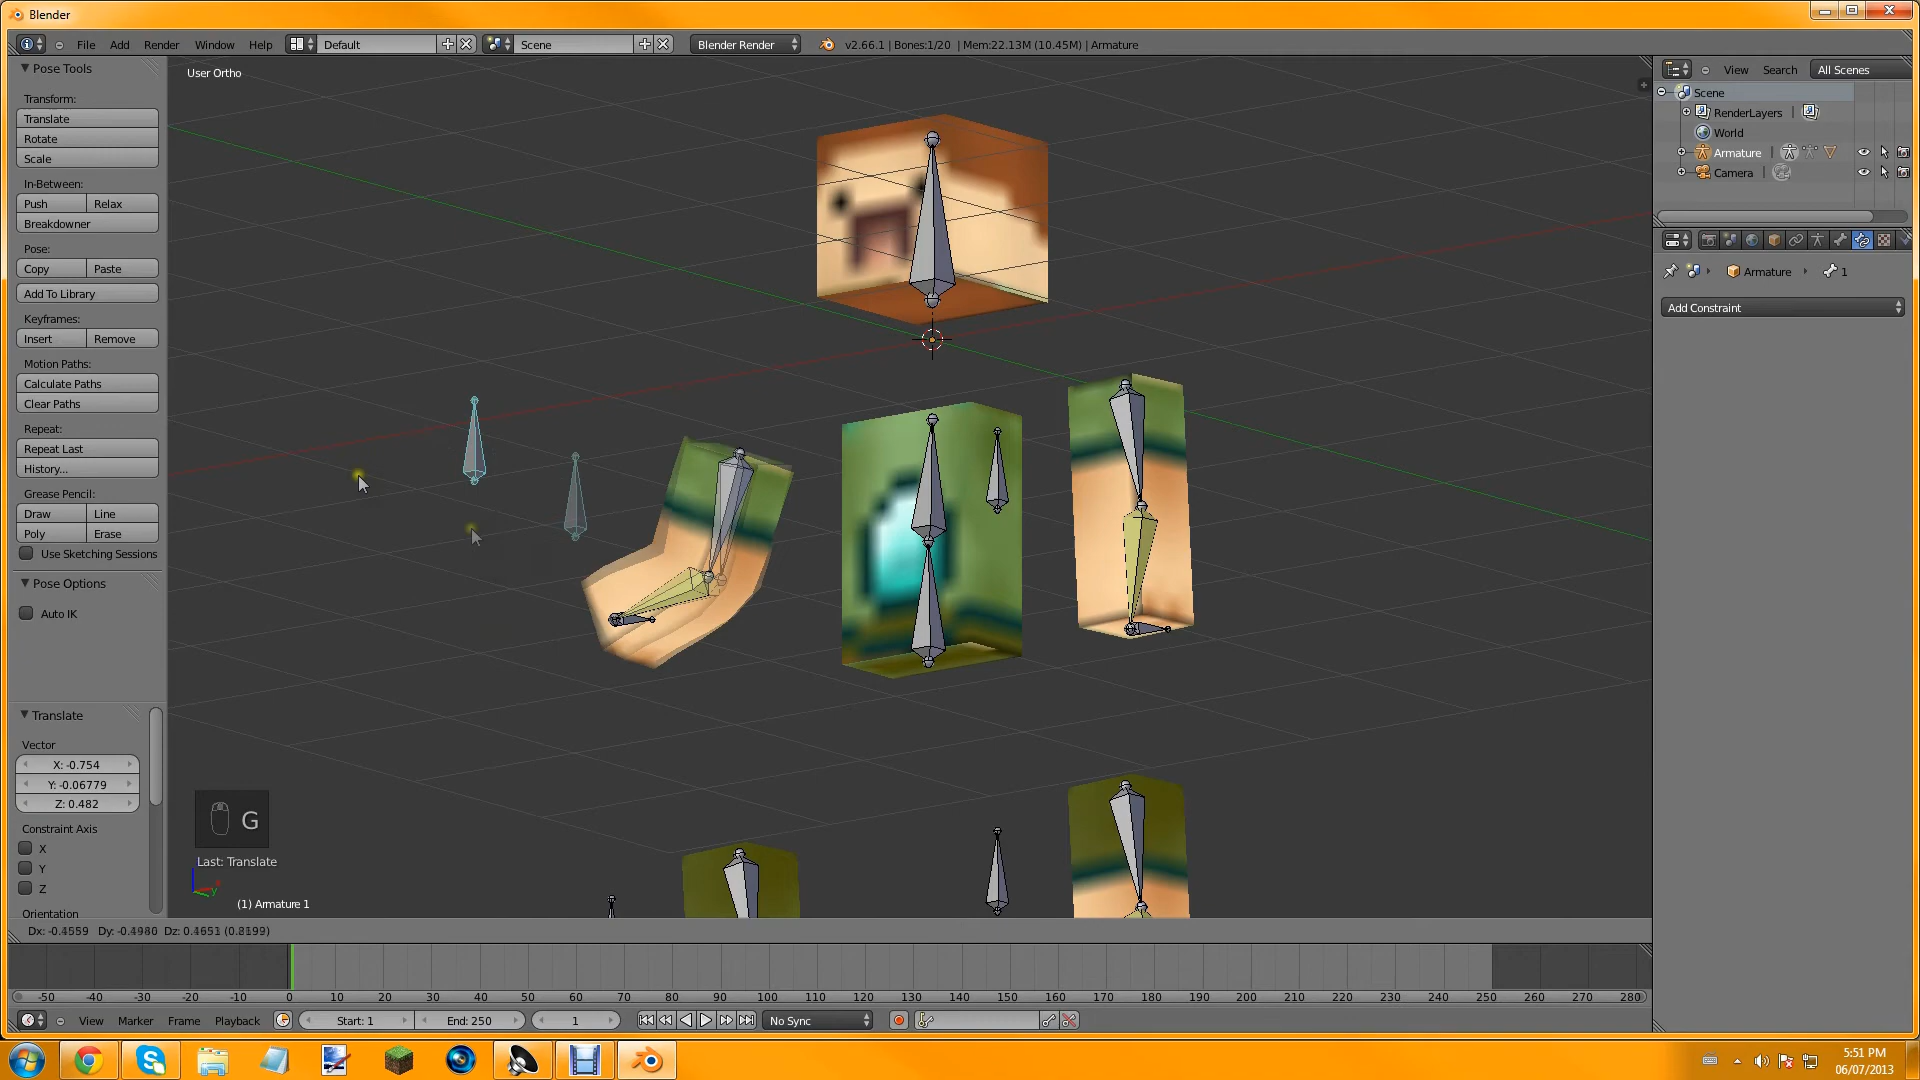 Blender
File Add Render Window Help Default Scene Blender Render v2.66.1 | Bones:1/20 | Mem:22.13M (10.45M) | Armature
Pose Tools
User Ortho
View Search All Scenes
Transform:
Translate
Rotate
Scale
In-Between:
Push Relax
Breakdowner
Pose:
Copy Paste
Add To Library
Keyframes:
Insert Remove
Motion Paths:
Calculate Paths
Clear Paths
Repeat:
Repeat Last
History...
Grease Pencil:
Draw Line
Poly Erase
Use Sketching Sessions
Pose Options
Auto IK
Translate
Vector
X: -0.754
Y: -0.06779
Z: 0.482
Constraint Axis
X
Y
Z
Orientation
Scene
RenderLayers |
World
Armature |
Camera |
Armature 1
Add Constraint
G
Last: Translate
y
(1) Armature 1
Dx: -0.4559 Dy: -0.4980 Dz: 0.4651 (0.8199)
-50 -40 -30 -20 -10 0 10 20 30 40 50 60 70 80 90 100 110 120 130 140 150 160 170 180 190 200 210 220 230 240 250 260 270 280
View Marker Frame Playback Start: 1 End: 250 1 No Sync
5:51 PM
06/07/2013